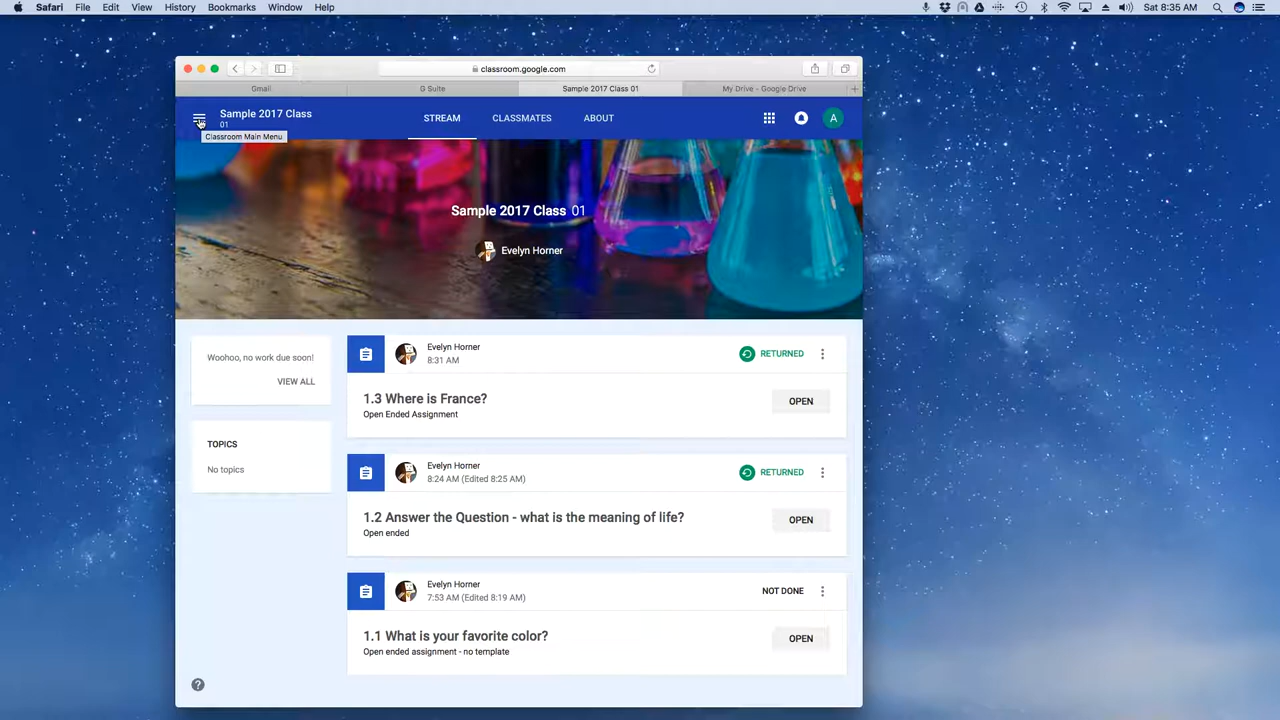 Safari File Edit View History Bookmarks Window Help Sat 8:35 AM
classroom.google.com
Gmail G Suite Sample 2017 Class 01 My Drive - Google Drive +
Sample 2017 Class
01
STREAM CLASSMATES ABOUT A
Classroom Main Menu
Sample 2017 Class 01
Evelyn Horner
Woohoo, no work due soon!
VIEW ALL
TOPICS
No topics
Evelyn Horner
8:31 AM
RETURNED
1.3 Where is France?
Open Ended Assignment
OPEN
Evelyn Horner
8:24 AM (Edited 8:25 AM)
RETURNED
1.2 Answer the Question - what is the meaning of life?
Open ended
OPEN
Evelyn Horner
7:53 AM (Edited 8:19 AM)
NOT DONE
1.1 What is your favorite color?
Open ended assignment - no template
OPEN
?